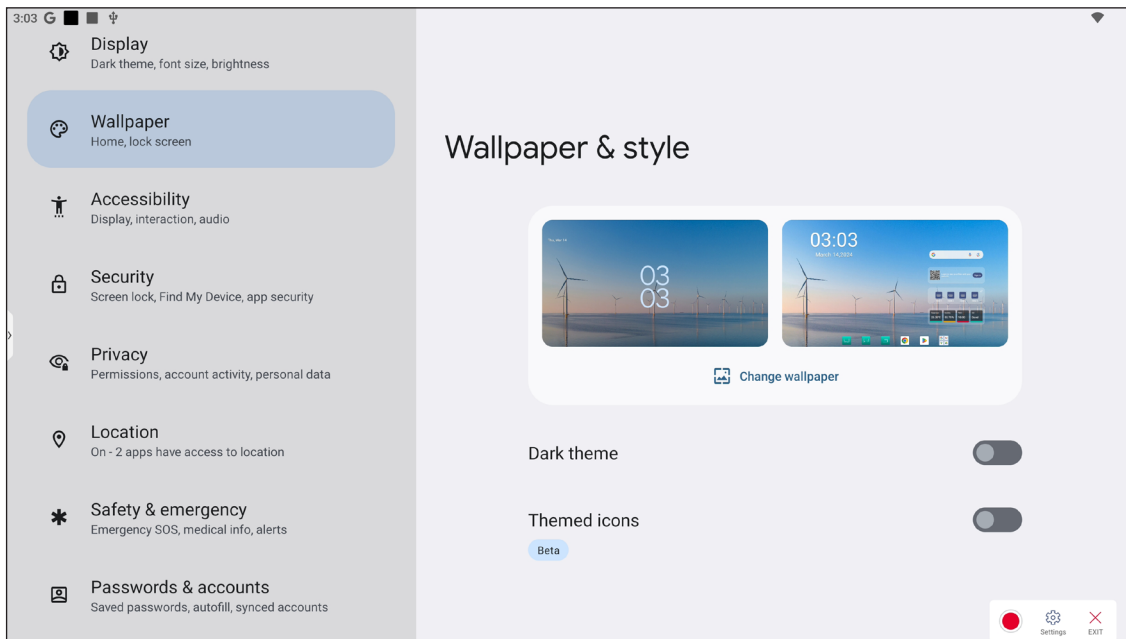 3:03 G
Display
Dark theme, font size, brightness
Wallpaper
Home, lock screen
Accessibility
Display, interaction, audio
Security
Screen lock, Find My Device, app security
Privacy
Permissions, account activity, personal data
Location
On - 2 apps have access to location
Safety & emergency
Emergency SOS, medical info, alerts
Passwords & accounts
Saved passwords, autofill, synced accounts
Wallpaper & style
03
03
03:03
March 14,2024
Change wallpaper
Dark theme
Themed icons
Beta
Settings
EXIT